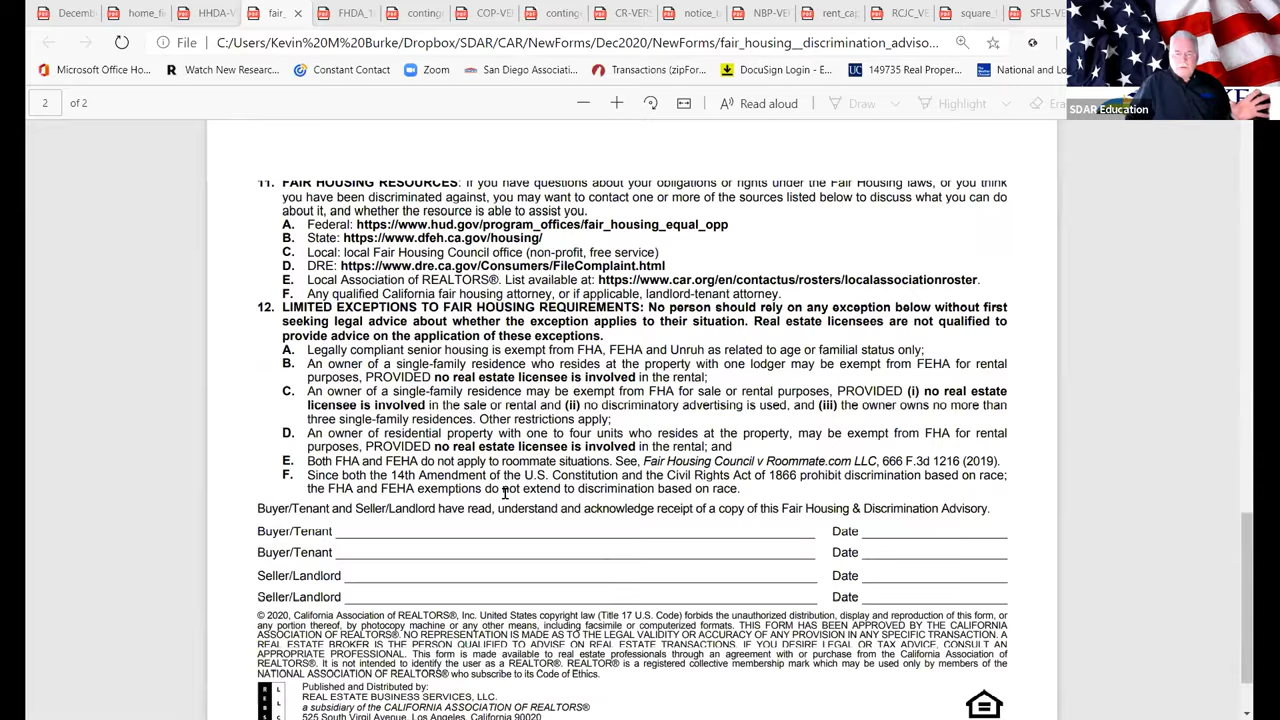 Decemb
home_fi
HHDA-V
fair_
FHDA_1
conting
COP-VEF
conting
CR-VERS
notice_b
NBP-VEF
rent_cap
RCJC_VE
square_f
SFLS-VE
File C:/Users/Kevin%20M%20Burke/Dropbox/SDAR/CAR/NewForms/Dec2020/NewForms/fair_housing__discrimination_adviso...
Microsoft Office Ho...
Watch New Researc...
Constant Contact
Zoom
San Diego Associati...
Transactions (zipFor...
DocuSign Login - E...
149735 Real Proper...
National and Lo
SDAR Education
2 of 2
Read aloud
Draw
Highlight
Era
11. FAIR HOUSING RESOURCES: If you have questions about your obligations or rights under the Fair Housing laws, or you think
you have been discriminated against, you may want to contact one or more of the sources listed below to discuss what you can do
about it, and whether the resource is able to assist you.
A. Federal: https://www.hud.gov/program_offices/fair_housing_equal_opp
B. State: https://www.dfeh.ca.gov/housing/
C. Local: local Fair Housing Council office (non-profit, free service)
D. DRE: https://www.dre.ca.gov/Consumers/FileComplaint.html
E. Local Association of REALTORS®. List available at: https://www.car.org/en/contactus/rosters/localassociationroster.
F. Any qualified California fair housing attorney, or if applicable, landlord-tenant attorney.
12. LIMITED EXCEPTIONS TO FAIR HOUSING REQUIREMENTS: No person should rely on any exception below without first
seeking legal advice about whether the exception applies to their situation. Real estate licensees are not qualified to
provide advice on the application of these exceptions.
A. Legally compliant senior housing is exempt from FHA, FEHA and Unruh as related to age or familial status only;
B. An owner of a single-family residence who resides at the property with one lodger may be exempt from FEHA for rental
purposes, PROVIDED no real estate licensee is involved in the rental;
C. An owner of a single-family residence may be exempt from FHA for sale or rental purposes, PROVIDED (i) no real estate
licensee is involved in the sale or rental and (ii) no discriminatory advertising is used, and (iii) the owner owns no more than
three single-family residences. Other restrictions apply;
D. An owner of residential property with one to four units who resides at the property, may be exempt from FHA for rental
purposes, PROVIDED no real estate licensee is involved in the rental; and
E. Both FHA and FEHA do not apply to roommate situations. See, Fair Housing Council v Roommate.com LLC, 666 F.3d 1216 (2019).
F. Since both the 14th Amendment of the U.S. Constitution and the Civil Rights Act of 1866 prohibit discrimination based on race;
the FHA and FEHA exemptions do not extend to discrimination based on race.
Buyer/Tenant and Seller/Landlord have read, understand and acknowledge receipt of a copy of this Fair Housing & Discrimination Advisory.
Buyer/Tenant Date
Buyer/Tenant Date
Seller/Landlord Date
Seller/Landlord Date
© 2020, California Association of REALTORS®, Inc. United States copyright law (Title 17 U.S. Code) forbids the unauthorized distribution, display and reproduction of this form, or
any portion thereof, by photocopy machine or any other means, including facsimile or computerized formats. THIS FORM HAS BEEN APPROVED BY THE CALIFORNIA
ASSOCIATION OF REALTORS®. NO REPRESENTATION IS MADE AS TO THE LEGAL VALIDITY OR ACCURACY OF ANY PROVISION IN ANY SPECIFIC TRANSACTION. A
REAL ESTATE BROKER IS THE PERSON QUALIFIED TO ADVISE ON REAL ESTATE TRANSACTIONS. IF YOU DESIRE LEGAL OR TAX ADVICE, CONSULT AN
APPROPRIATE PROFESSIONAL. This form is made available to real estate professionals through an agreement with or purchase from the California Association of
REALTORS®. It is not intended to identify the user as a REALTOR®. REALTOR® is a registered collective membership mark which may be used only by members of the
NATIONAL ASSOCIATION OF REALTORS® who subscribe to its Code of Ethics.
Published and Distributed by:
REAL ESTATE BUSINESS SERVICES, LLC.
a subsidiary of the CALIFORNIA ASSOCIATION OF REALTORS®
525 South Virgil Avenue, Los Angeles, California 90020